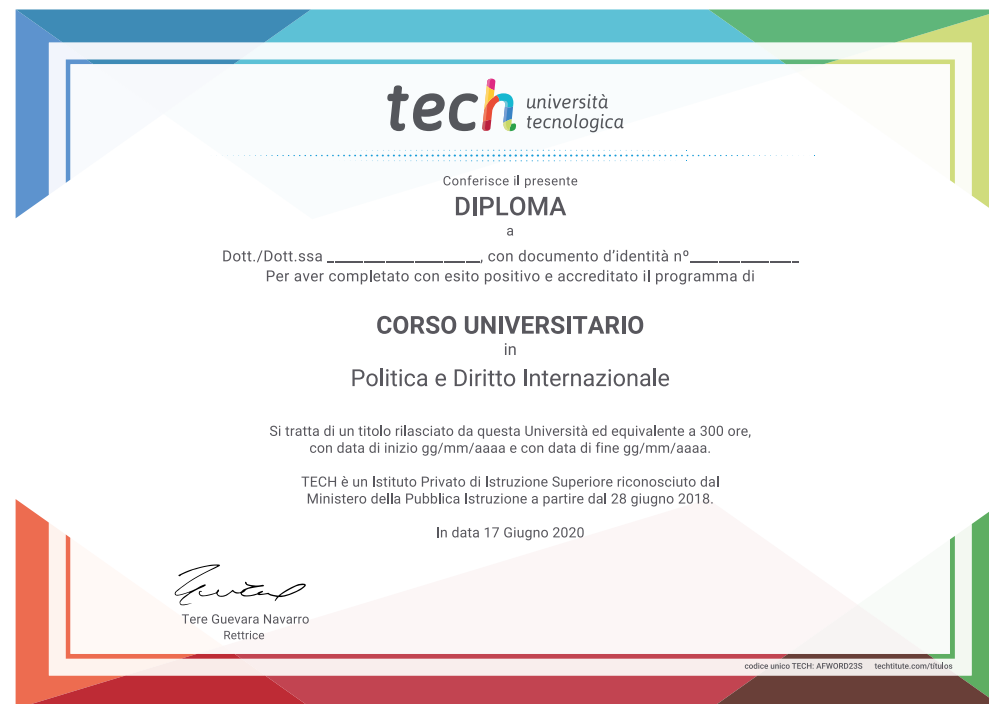 tech università
tecnologica
Conferisce il presente
DIPLOMA
a
Dott./Dott.ssa _________________, con documento d'identità nº____________
Per aver completato con esito positivo e accreditato il programma di
CORSO UNIVERSITARIO
in
Politica e Diritto Internazionale
Si tratta di un titolo rilasciato da questa Università ed equivalente a 300 ore,
con data di inizio gg/mm/aaaa e con data di fine gg/mm/aaaa.
TECH è un Istituto Privato di Istruzione Superiore riconosciuto dal
Ministero della Pubblica Istruzione a partire dal 28 giugno 2018.
In data 17 Giugno 2020
Tere Guevara Navarro
Rettrice
codice unico TECH: AFWORD23S techtitute.com/títulos